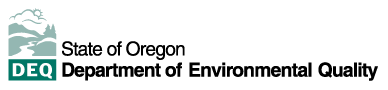 State of Oregon
DEQ Department of Environmental Quality